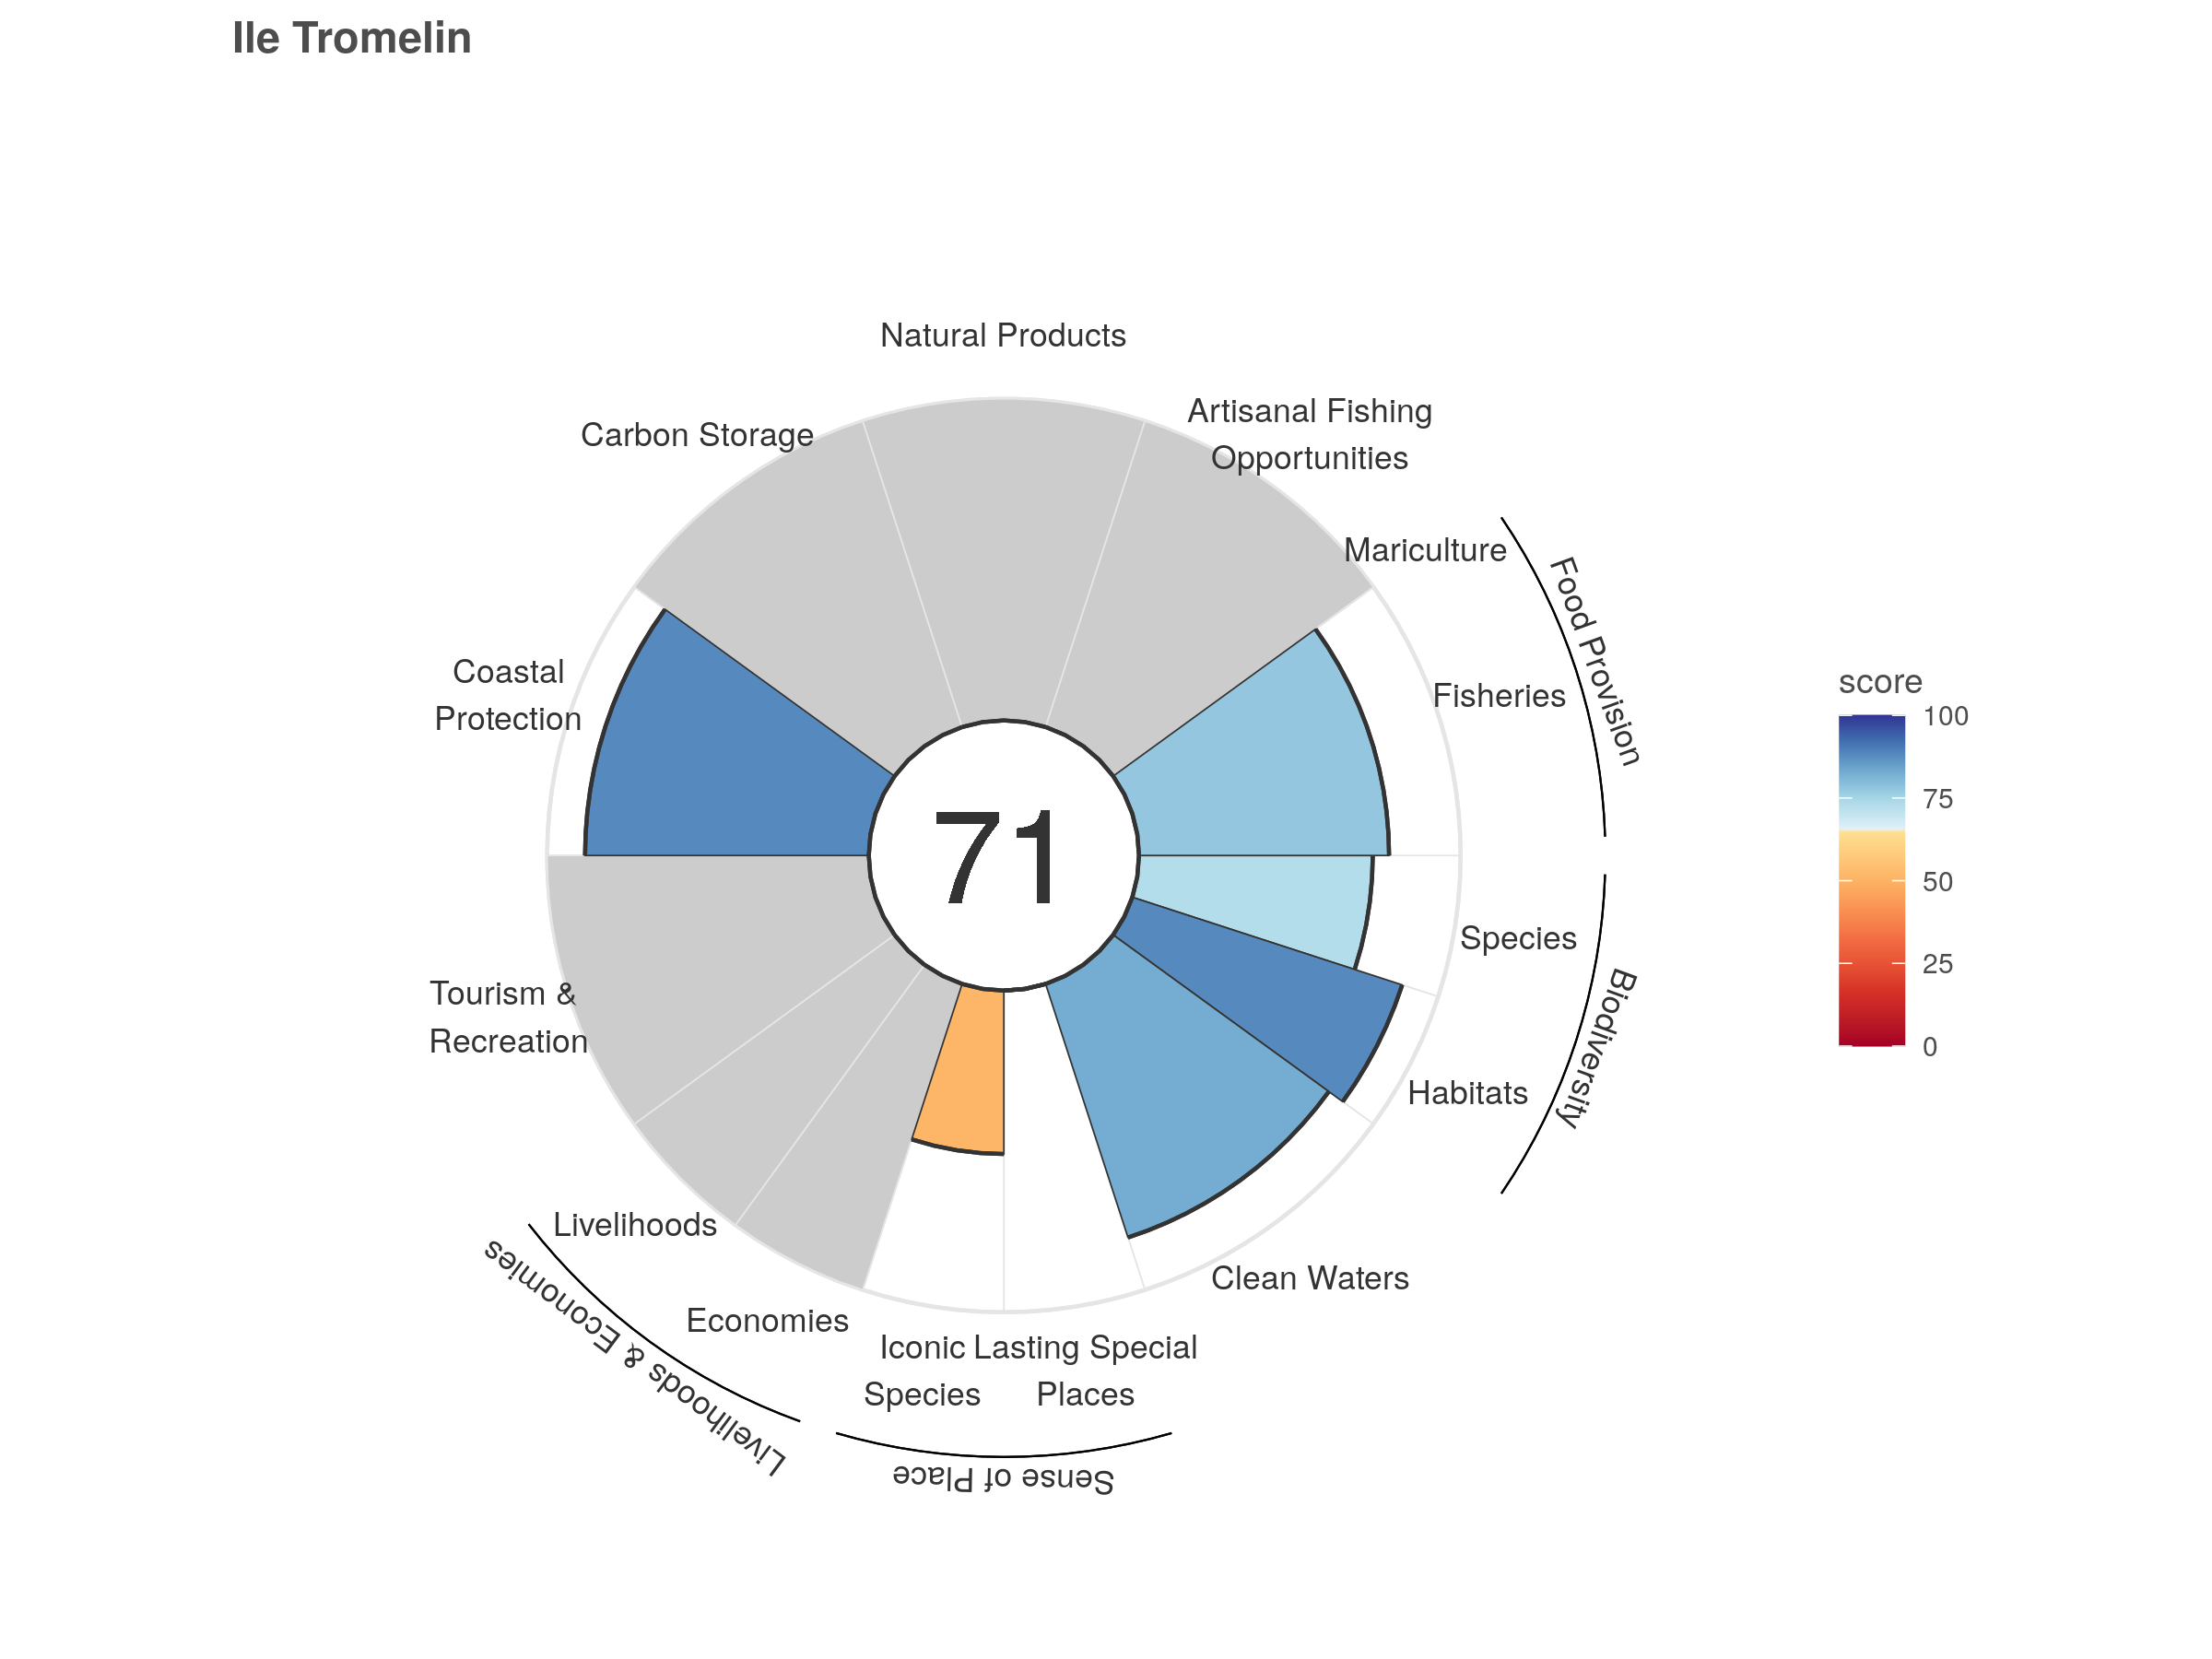 Ile Tromelin
Natural Products
Artisanal Fishing
Opportunities
Carbon Storage
Mariculture
Food Provision
Fisheries
Coastal
Protection
71
Species
Biodiversity
Habitats
Tourism &
Recreation
Clean Waters
Livelihoods
Economies
Livelihoods & Economies
Iconic
Species
Lasting Special
Places
Sense of Place
score
100
75
50
25
0